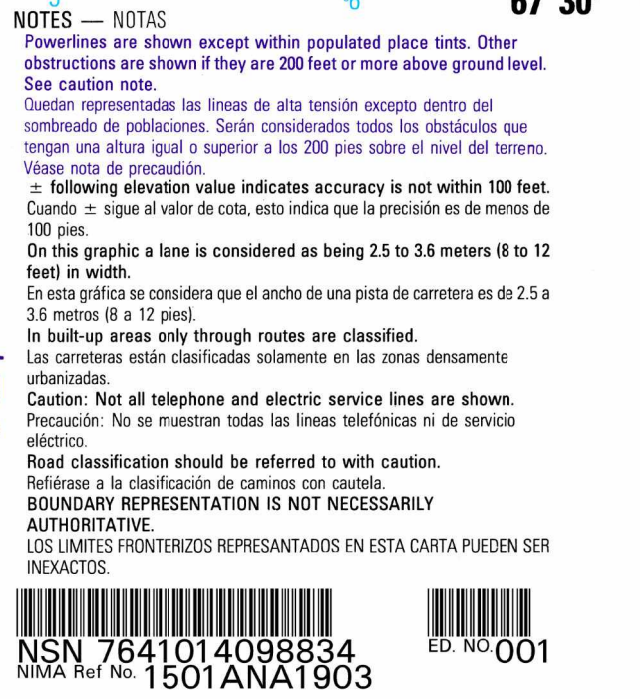 67 30
NOTES — NOTAS
Powerlines are shown except within populated place tints. Other
obstructions are shown if they are 200 feet or more above ground level.
See caution note.
Quedan representadas las lineas de alta tensión excepto dentro del
sombreado de poblaciones. Serán considerados todos los obstáculos que
tengan una altura igual o superior a los 200 pies sobre el nivel del terreno.
Véase nota de precaudión.
± following elevation value indicates accuracy is not within 100 feet.
Cuando ± sigue al valor de cota, esto indica que la precisión es de menos de
100 pies.
On this graphic a lane is considered as being 2.5 to 3.6 meters (8 to 12
feet) in width.
En esta gráfica se considera que el ancho de una pista de carretera es de 2.5 a
3.6 metros (8 a 12 pies).
In built-up areas only through routes are classified.
Las carreteras están clasificadas solamente en las zonas densamente
urbanizadas.
Caution: Not all telephone and electric service lines are shown.
Precaución: No se muestran todas las lineas telefónicas ni de servicio
eléctrico.
Road classification should be referred to with caution.
Refiérase a la clasificación de caminos con cautela.
BOUNDARY REPRESENTATION IS NOT NECESSARILY
AUTHORITATIVE.
LOS LIMITES FRONTERIZOS REPRESANTADOS EN ESTA CARTA PUEDEN SER
INEXACTOS.
NSN 7641014098834
NIMA Ref No. 1501ANA1903
ED. NO. 001